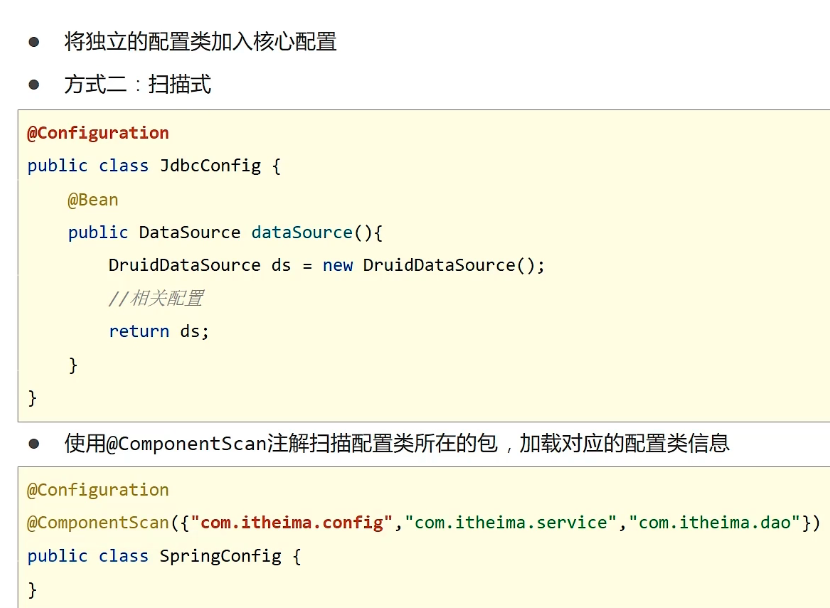 ● 将独立的配置类加入核心配置
● 方式二：扫描式
@Configuration
public class JdbcConfig {
    @Bean
    public DataSource dataSource(){
        DruidDataSource ds = new DruidDataSource();
        //相关配置
        return ds;
    }
}
● 使用@ComponentScan注解扫描配置类所在的包，加载对应的配置类信息
@Configuration
@ComponentScan({"com.itheima.config","com.itheima.service","com.itheima.dao"})
public class SpringConfig {
}